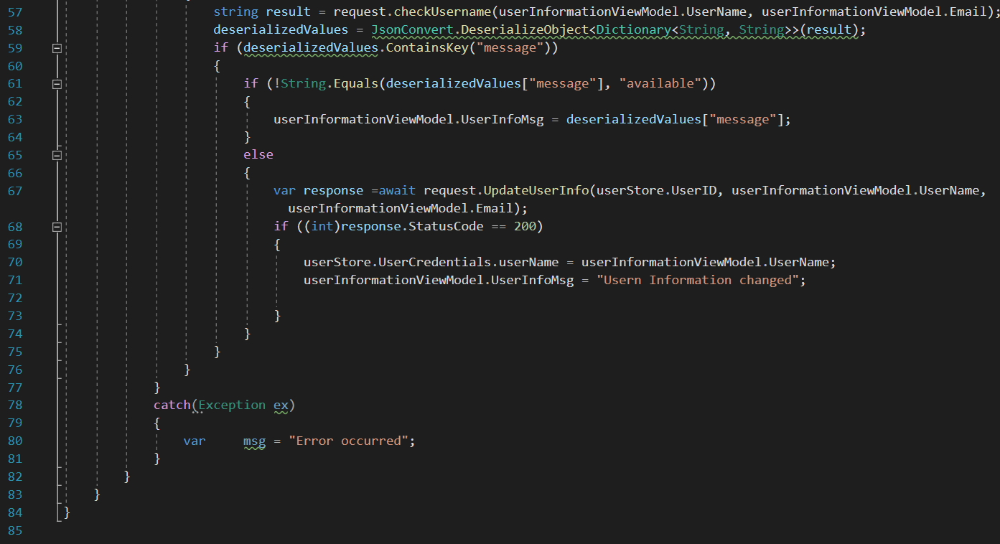 57 string result = request.checkUsername(userInformationViewModel.UserName, userInformationViewModel.Email);
58 deserializedValues = JsonConvert.DeserializeObject<Dictionary<String, String>>(result);
59 if (deserializedValues.ContainsKey("message"))
60 {
61 if (!String.Equals(deserializedValues["message"], "available"))
62 {
63 userInformationViewModel.UserInfoMsg = deserializedValues["message"];
64 }
65 else
66 {
67 var response =await request.UpdateUserInfo(userStore.UserID, userInformationViewModel.UserName,
userInformationViewModel.Email);
68 if ((int)response.StatusCode == 200)
69 {
70 userStore.UserCredentials.userName = userInformationViewModel.UserName;
71 userInformationViewModel.UserInfoMsg = "Usern Information changed";
72
73 }
74 }
75 }
76 }
77 }
78 catch(Exception ex)
79 {
80 var     msg = "Error occurred";
81 }
82 }
83 }
84 }
85